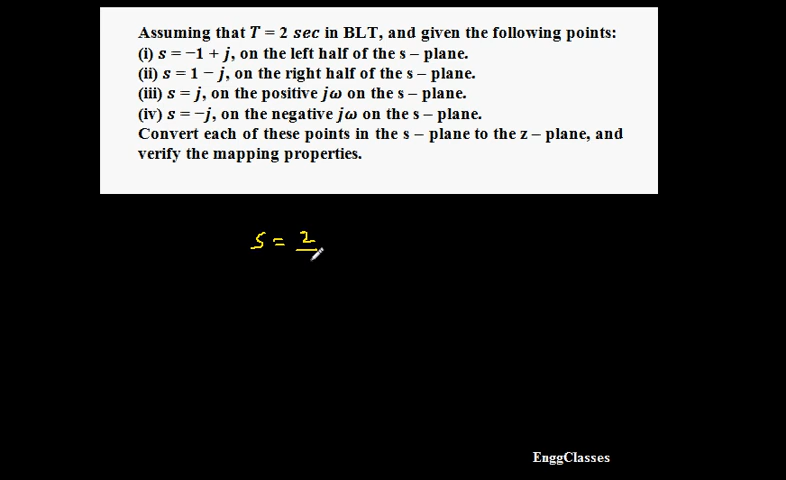 Assuming that T = 2 sec in BLT, and given the following points:
(i) s = −1 + j, on the left half of the s – plane.
(ii) s = 1 − j, on the right half of the s – plane.
(iii) s = j, on the positive jω on the s – plane.
(iv) s = −j, on the negative jω on the s – plane.
Convert each of these points in the s – plane to the z – plane, and
verify the mapping properties.
s = 2
EnggClasses